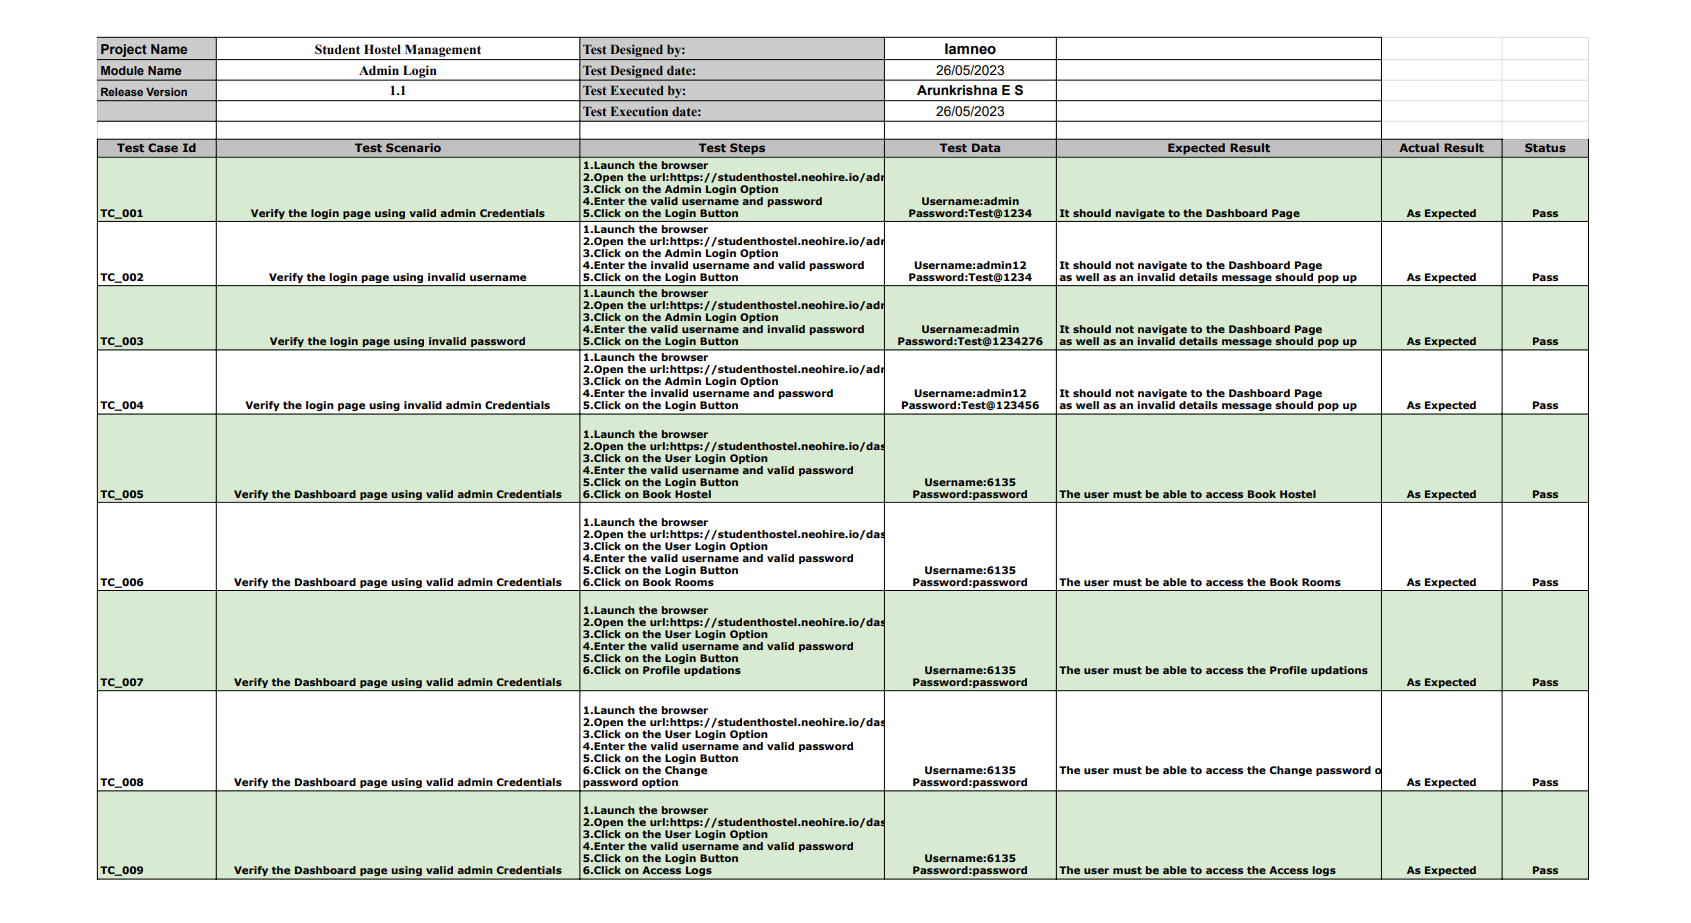 Project Name Student Hostel Management Test Designed by: Iamneo
Module Name Admin Login Test Designed date: 26/05/2023
Release Version 1.1 Test Executed by: Arunkrishna E S
Test Execution date: 26/05/2023
Test Case Id Test Scenario Test Steps Test Data Expected Result Actual Result Status
1.Launch the browser
2.Open the url:https://studenthostel.neohire.io/adr
3.Click on the Admin Login Option
4.Enter the valid username and password Username:admin
TC_001 Verify the login page using valid admin Credentials 5.Click on the Login Button Password:Test@1234 It should navigate to the Dashboard Page As Expected Pass
1.Launch the browser
2.Open the url:https://studenthostel.neohire.io/adr
3.Click on the Admin Login Option
4.Enter the invalid username and valid password Username:admin12 It should not navigate to the Dashboard Page
TC_002 Verify the login page using invalid username 5.Click on the Login Button Password:Test@1234 as well as an invalid details message should pop up As Expected Pass
1.Launch the browser
2.Open the url:https://studenthostel.neohire.io/adr
3.Click on the Admin Login Option
4.Enter the valid username and invalid password Username:admin It should not navigate to the Dashboard Page
TC_003 Verify the login page using invalid password 5.Click on the Login Button Password:Test@1234276 as well as an invalid details message should pop up As Expected Pass
1.Launch the browser
2.Open the url:https://studenthostel.neohire.io/adr
3.Click on the Admin Login Option
4.Enter the invalid username and password Username:admin12 It should not navigate to the Dashboard Page
TC_004 Verify the login page using invalid admin Credentials 5.Click on the Login Button Password:Test@123456 as well as an invalid details message should pop up As Expected Pass
1.Launch the browser
2.Open the url:https://studenthostel.neohire.io/das
3.Click on the User Login Option
4.Enter the valid username and valid password
5.Click on the Login Button Username:6135
TC_005 Verify the Dashboard page using valid admin Credentials 6.Click on Book Hostel Password:password The user must be able to access Book Hostel As Expected Pass
1.Launch the browser
2.Open the url:https://studenthostel.neohire.io/das
3.Click on the User Login Option
4.Enter the valid username and valid password
5.Click on the Login Button Username:6135
TC_006 Verify the Dashboard page using valid admin Credentials 6.Click on Book Rooms Password:password The user must be able to access the Book Rooms As Expected Pass
1.Launch the browser
2.Open the url:https://studenthostel.neohire.io/das
3.Click on the User Login Option
4.Enter the valid username and valid password
5.Click on the Login Button
6.Click on Profile updations Username:6135 The user must be able to access the Profile updations
TC_007 Verify the Dashboard page using valid admin Credentials Password:password As Expected Pass
1.Launch the browser
2.Open the url:https://studenthostel.neohire.io/das
3.Click on the User Login Option
4.Enter the valid username and valid password
5.Click on the Login Button
6.Click on the Change Username:6135 The user must be able to access the Change password o
TC_008 Verify the Dashboard page using valid admin Credentials password option Password:password As Expected Pass
1.Launch the browser
2.Open the url:https://studenthostel.neohire.io/das
3.Click on the User Login Option
4.Enter the valid username and valid password
5.Click on the Login Button Username:6135
TC_009 Verify the Dashboard page using valid admin Credentials 6.Click on Access Logs Password:password The user must be able to access the Access logs As Expected Pass